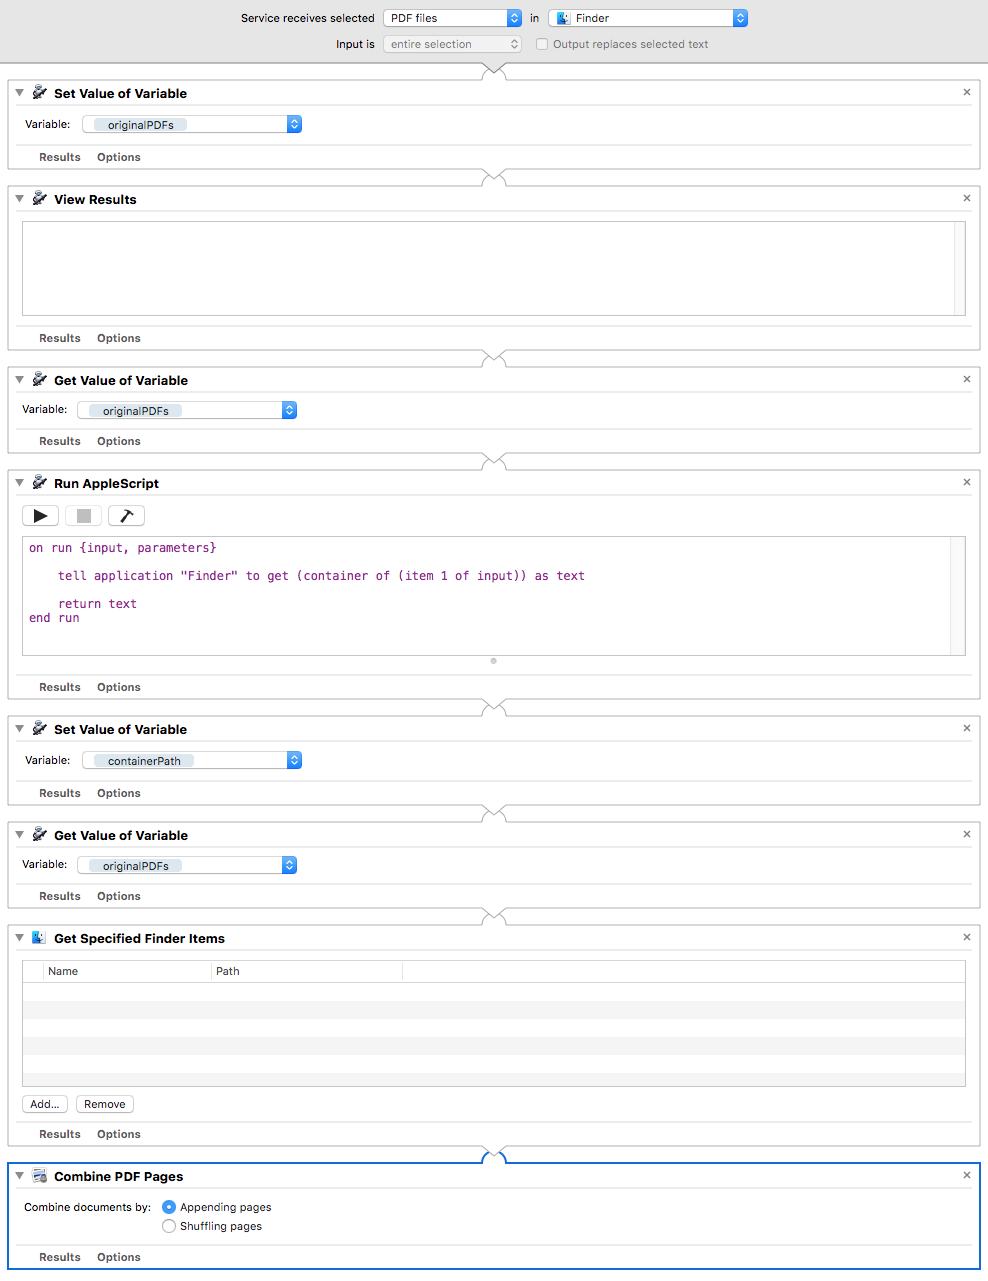 Service receives selected PDF files in Finder
Input is entire selection Output replaces selected text
Set Value of Variable
Variable: originalPDFs
Results Options
View Results
Results Options
Get Value of Variable
Variable: originalPDFs
Results Options
Run AppleScript
on run {input, parameters}
tell application "Finder" to get (container of (item 1 of input)) as text
return text
end run
Results Options
Set Value of Variable
Variable: containerPath
Results Options
Get Value of Variable
Variable: originalPDFs
Results Options
Get Specified Finder Items
Name Path
Add... Remove
Results Options
Combine PDF Pages
Combine documents by: Appending pages
Shuffling pages
Results Options